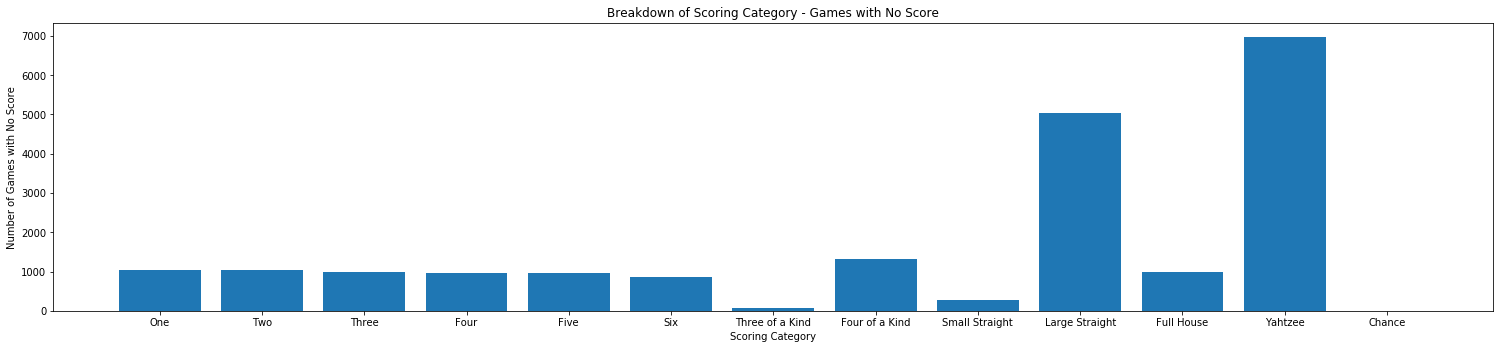 Breakdown of Scoring Category - Games with No Score
Number of Games with No Score
7000
6000
5000
4000
3000
2000
1000
0
One Two Three Four Five Six Three of a Kind Four of a Kind Small Straight Large Straight Full House Yahtzee Chance
Scoring Category